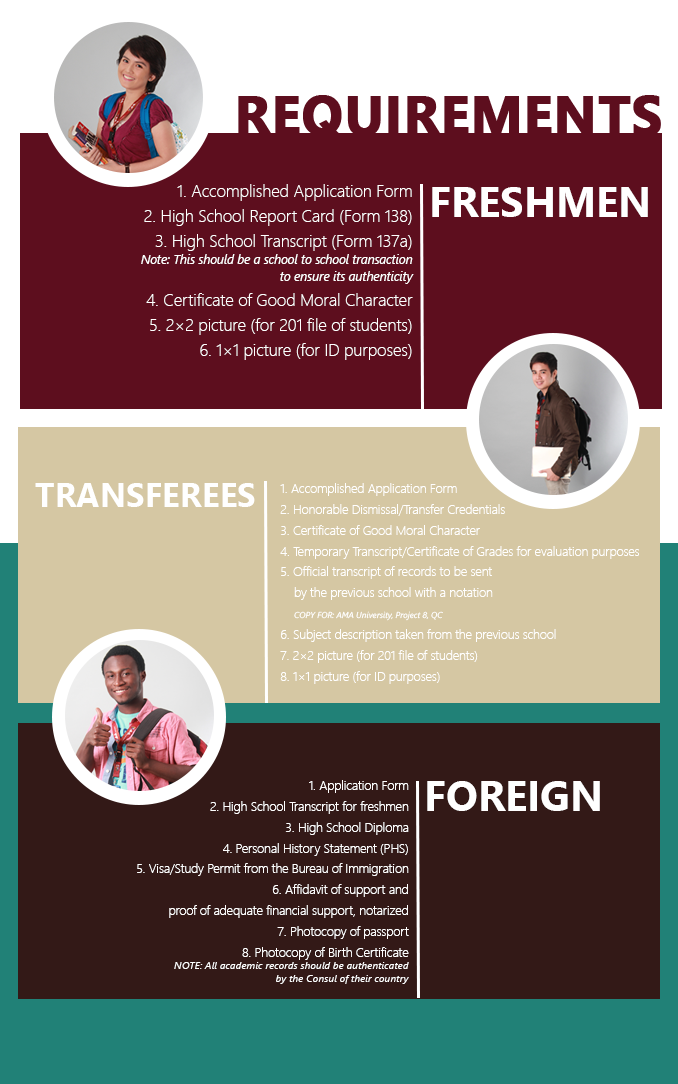 REQUIREMENTS
FRESHMEN
1. Accomplished Application Form
2. High School Report Card (Form 138)
3. High School Transcript (Form 137a)
Note: This should be a school to school transaction
to ensure its authenticity
4. Certificate of Good Moral Character
5. 2×2 picture (for 201 file of students)
6. 1×1 picture (for ID purposes)
TRANSFEREES
1. Accomplished Application Form
2. Honorable Dismissal/Transfer Credentials
3. Certificate of Good Moral Character
4. Temporary Transcript/Certificate of Grades for evaluation purposes
5. Official transcript of records to be sent
by the previous school with a notation
COPY FOR: AMA University, Project 8, QC
6. Subject description taken from the previous school
7. 2×2 picture (for 201 file of students)
8. 1×1 picture (for ID purposes)
FOREIGN
1. Application Form
2. High School Transcript for freshmen
3. High School Diploma
4. Personal History Statement (PHS)
5. Visa/Study Permit from the Bureau of Immigration
6. Affidavit of support and
proof of adequate financial support, notarized
7. Photocopy of passport
8. Photocopy of Birth Certificate
NOTE: All academic records should be authenticated
by the Consul of their country